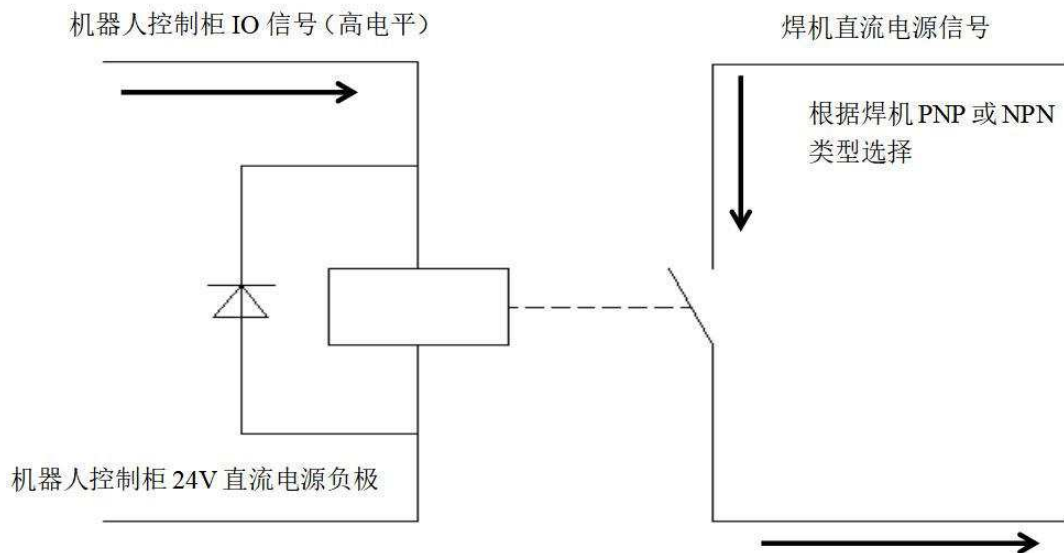 机器人控制柜 IO 信号（高电平）
焊机直流电源信号
根据焊机 PNP 或 NPN
类型选择
机器人控制柜 24V 直流电源负极